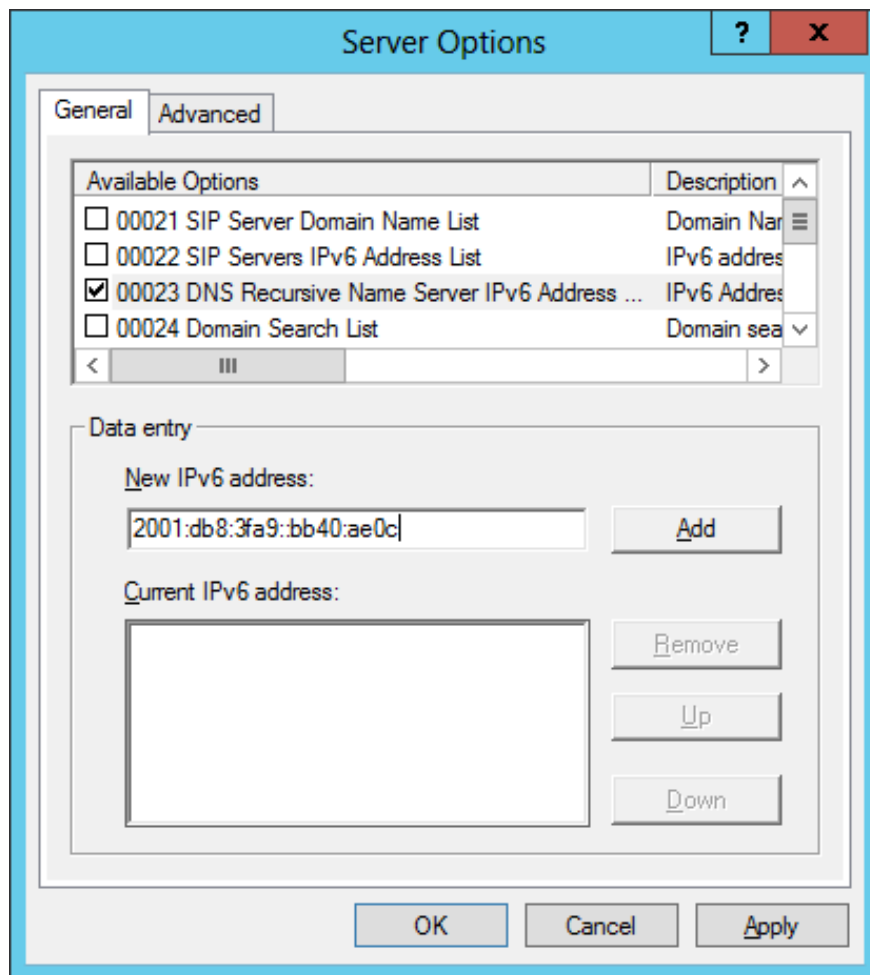 Server Options
? x
General Advanced
Available Options Description
00021 SIP Server Domain Name List Domain Nar
00022 SIP Servers IPv6 Address List IPv6 addres
00023 DNS Recursive Name Server IPv6 Address ... IPv6 Addres
00024 Domain Search List Domain sea
Data entry
New IPv6 address:
2001:db8:3fa9::bb40:ae0c
Add
Current IPv6 address:
Remove
Up
Down
OK Cancel Apply